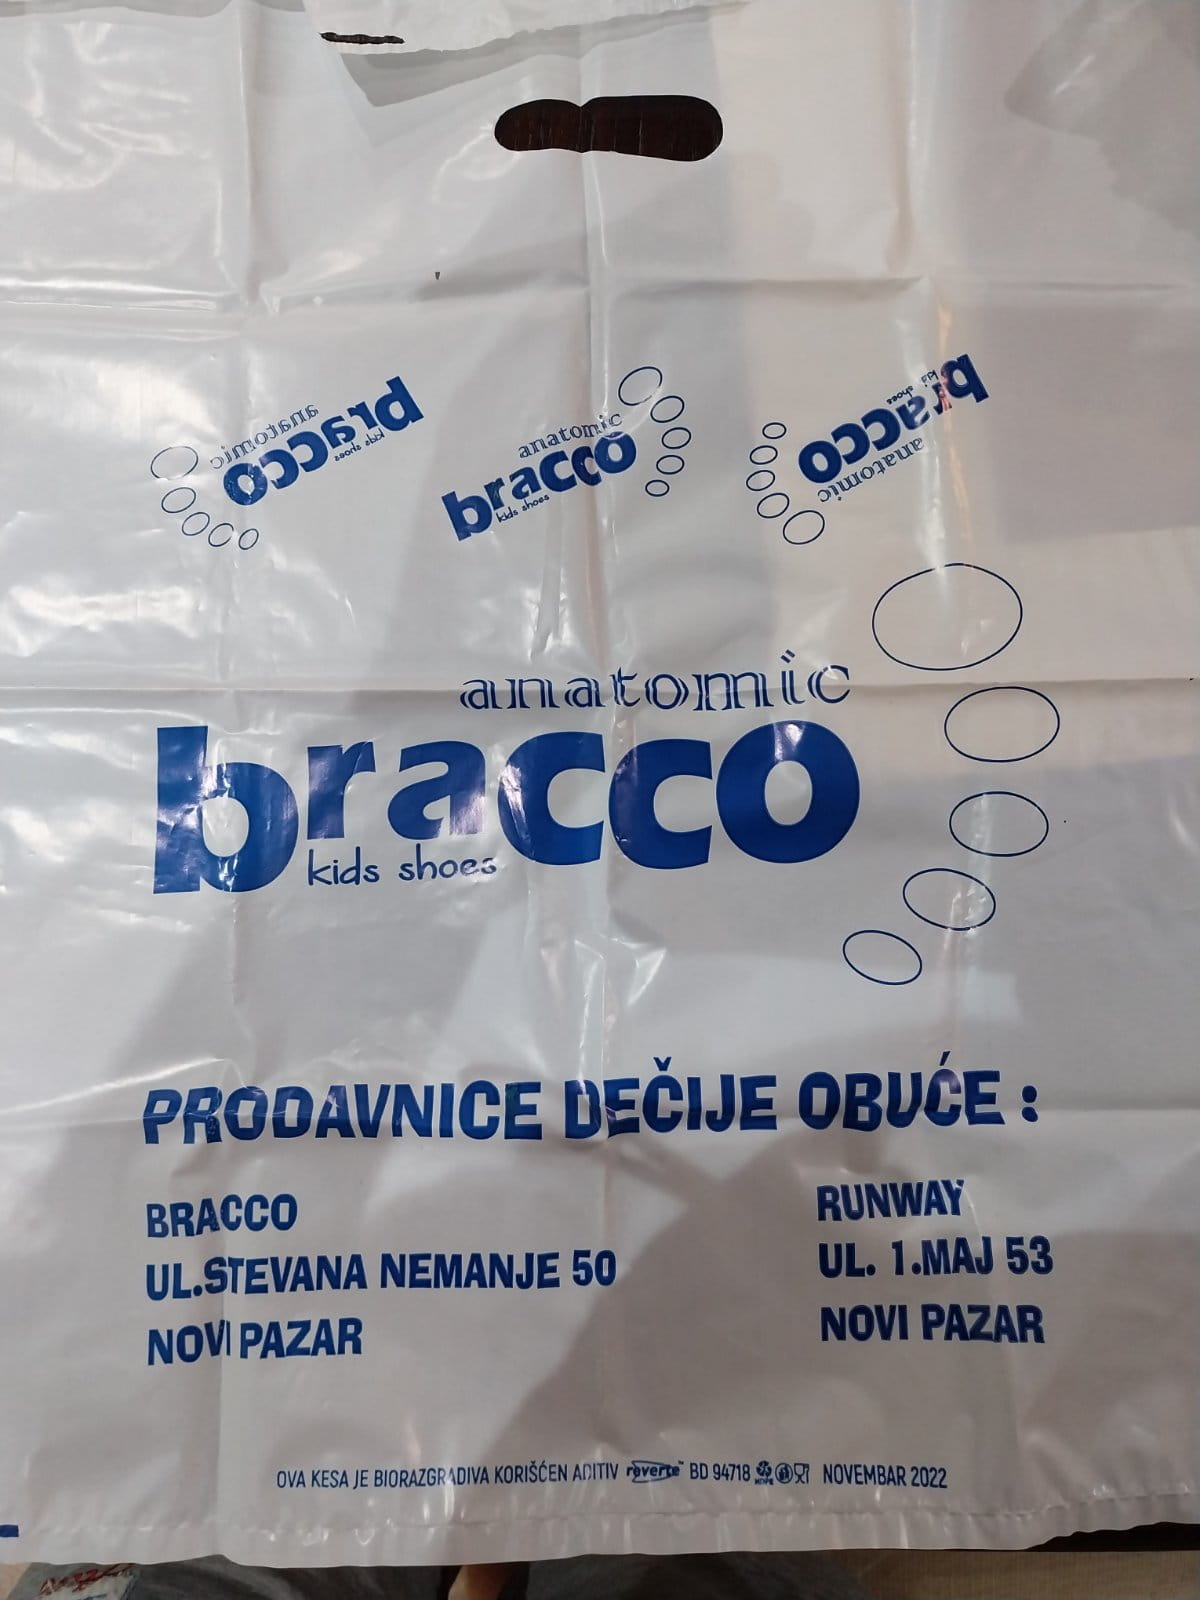 anatomic
bracco
kids shoes
anatomic
bracco
kids shoes
anatomic
bracco
kids shoes
anatomic
bracco
kids shoes
PRODAVNICE DEČIJE OBUĆE :
BRACCO
UL.STEVANA NEMANJE 50
NOVI PAZAR
RUNWAY
UL. 1.MAJ 53
NOVI PAZAR
OVA KESA JE BIORAZGRADIVA KORIŠĆEN ADITIV reverte™ BD 94718 HDPE NOVEMBAR 2022